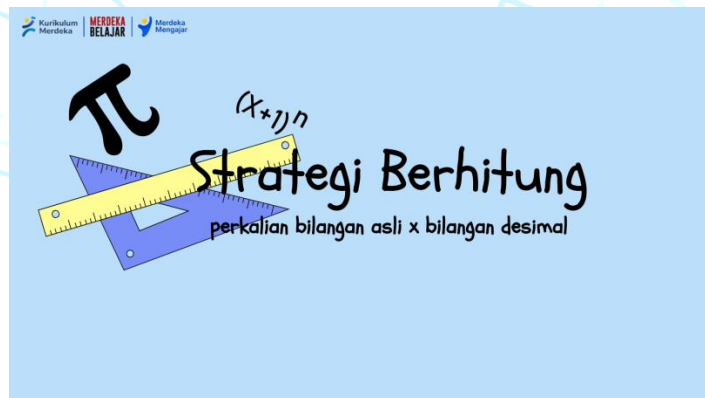 Kurikulum
Merdeka
MERDEKA
BELAJAR
Merdeka
Mengajar
π
(x+1)n
Strategi Berhitung
perkalian bilangan asli x bilangan desimal